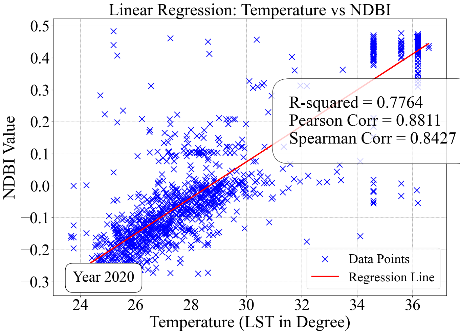 Linear Regression: Temperature vs NDBI
NDBI Value
0.5
0.4
0.3
0.2
0.1
0.0
−0.1
−0.2
0.3
R-squared = 0.7764
Pearson Corr = 0.8811
Spearman Corr = 0.8427
Data Points
Regression Line
Year 2020
24 26 28 30 32 34 36
Temperature (LST in Degree)